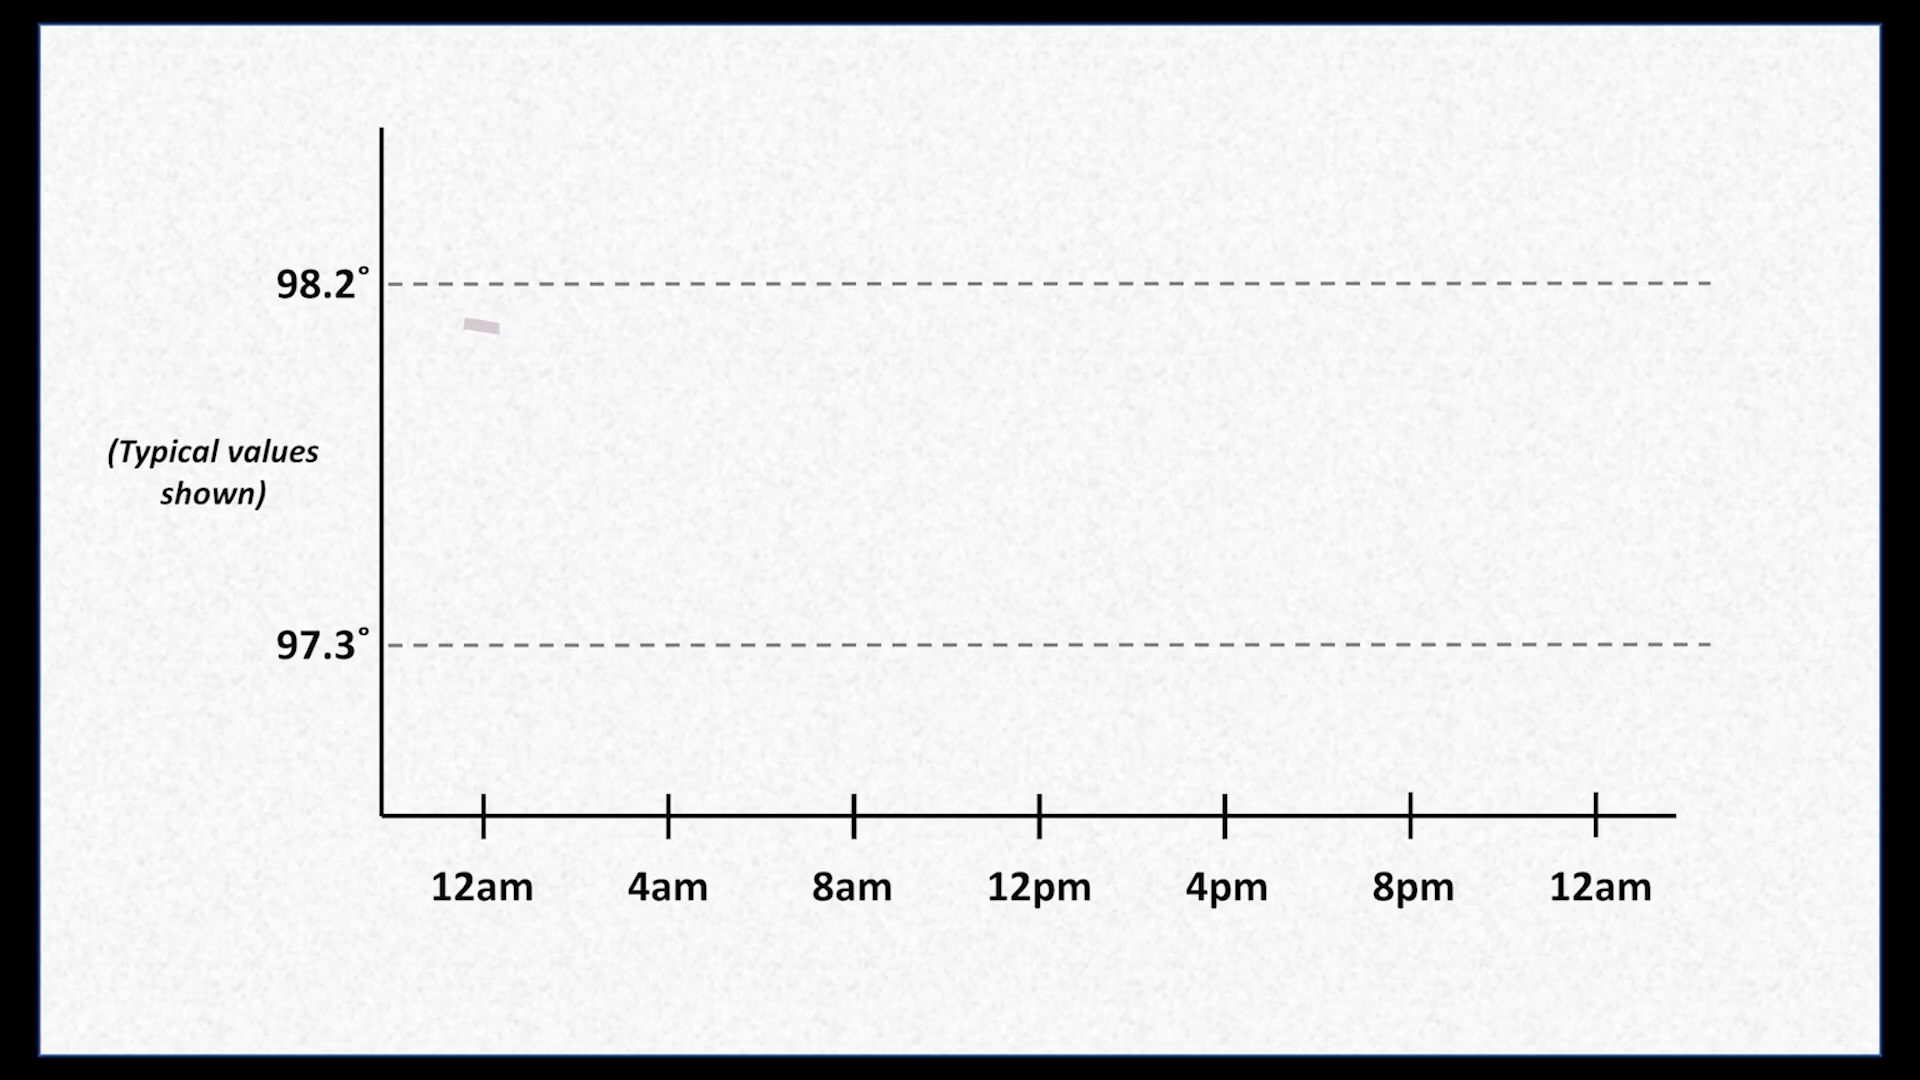 98.2°
(Typical values
shown)
97.3°
12am 4am 8am 12pm 4pm 8pm 12am